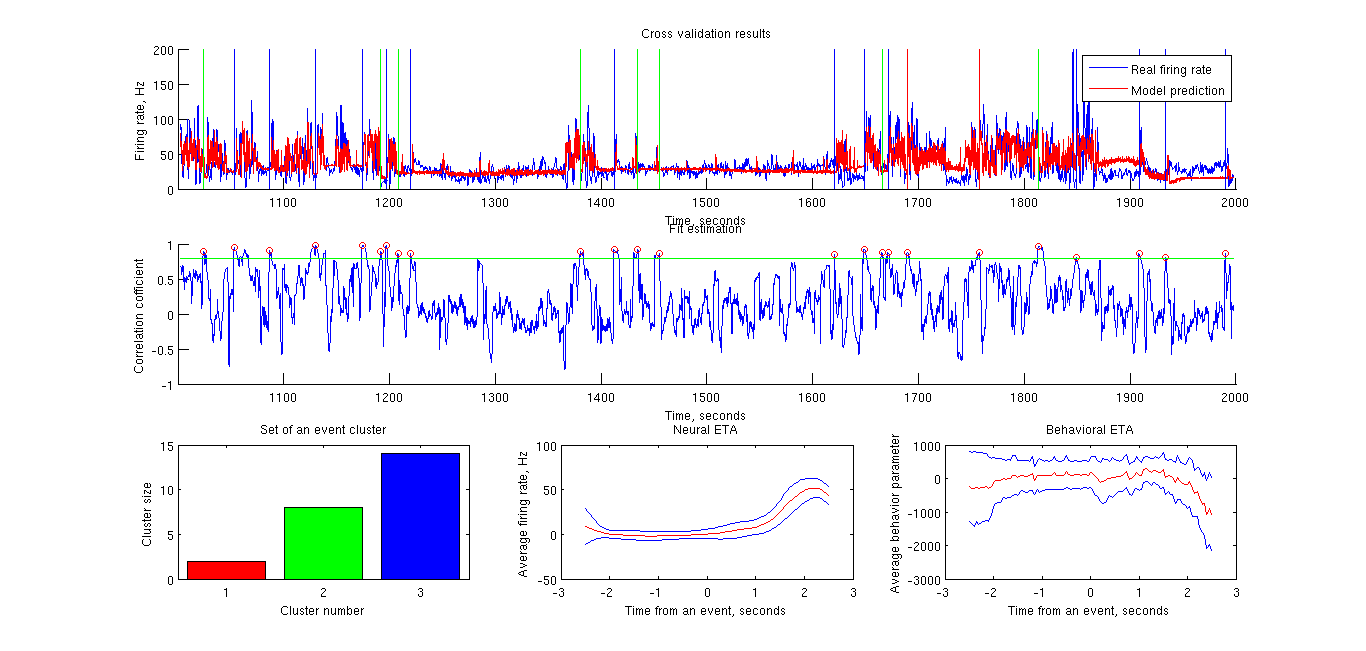 Cross validation results
Firing rate, Hz
200
150
100
50
0
Real firing rate
Model prediction
1100 1200 1300 1400 1500 1600 1700 1800 1900 2000
Time, seconds
Fit estimation
Correlation cofficient
1
0.5
0
-0.5
-1
1100 1200 1300 1400 1500 1600 1700 1800 1900 2000
Time, seconds
Set of an event cluster
Cluster size
15
10
5
0
1 2 3
Cluster number
Neural ETA
Average firing rate, Hz
100
50
0
-50
-3 -2 -1 0 1 2 3
Time from an event, seconds
Behavioral ETA
Average behavior parameter
1000
0
-1000
-2000
-3000
-3 -2 -1 0 1 2 3
Time from an event, seconds